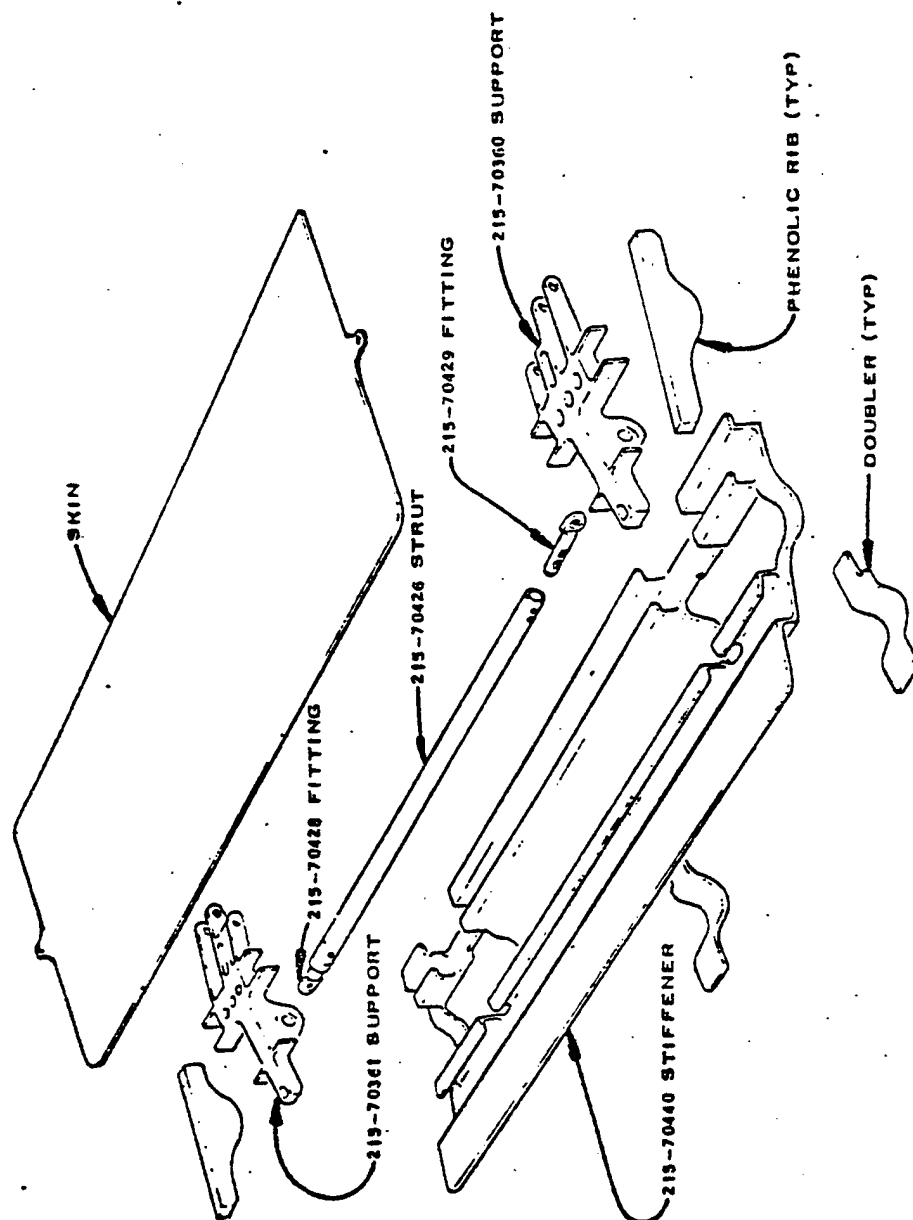 SKIN
215-70426 STRUT
215-70429 FITTING
215-70360 SUPPORT
PHENOLIC RIB (TYP)
DOUBLER (TYP)
215-70428 FITTING
215-70361 SUPPORT
215-70440 STIFFENER